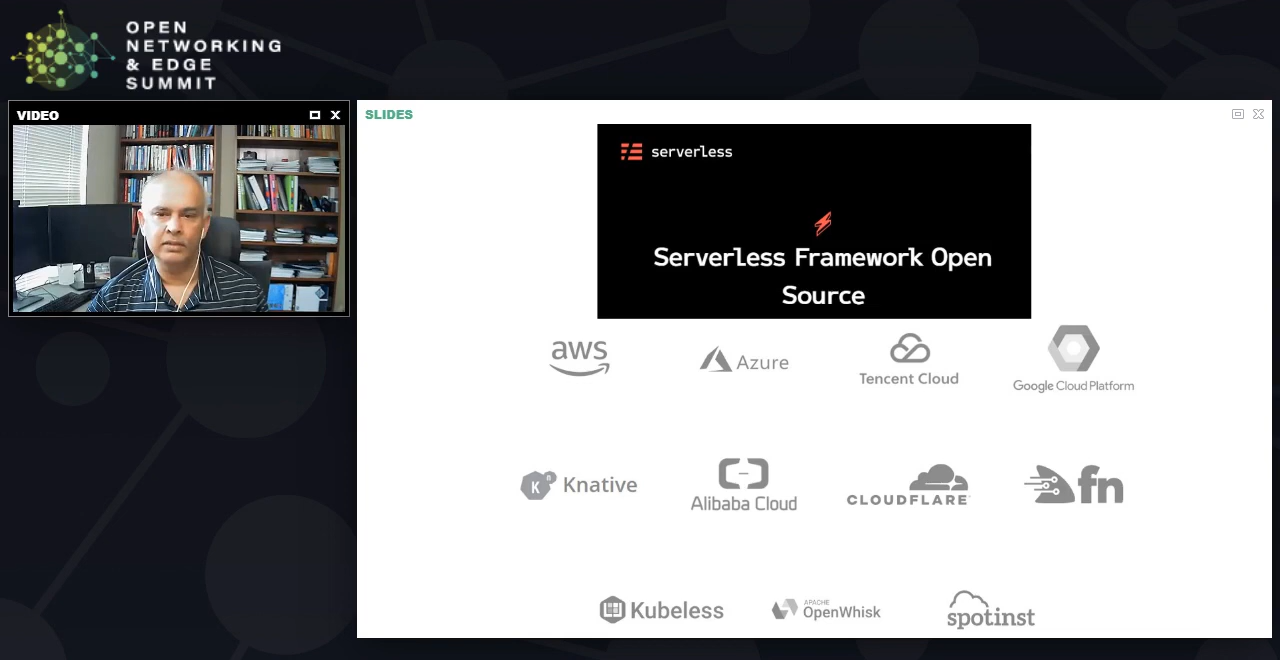 OPEN
NETWORKING
& EDGE
SUMMIT
VIDEO
SLIDES
serverless
Serverless Framework Open
Source
aws
Azure
Tencent Cloud
Google Cloud Platform
K n Knative
Alibaba Cloud
CLOUDFLARE
fn
Kubeless
APACHE
OpenWhisk
spotinst